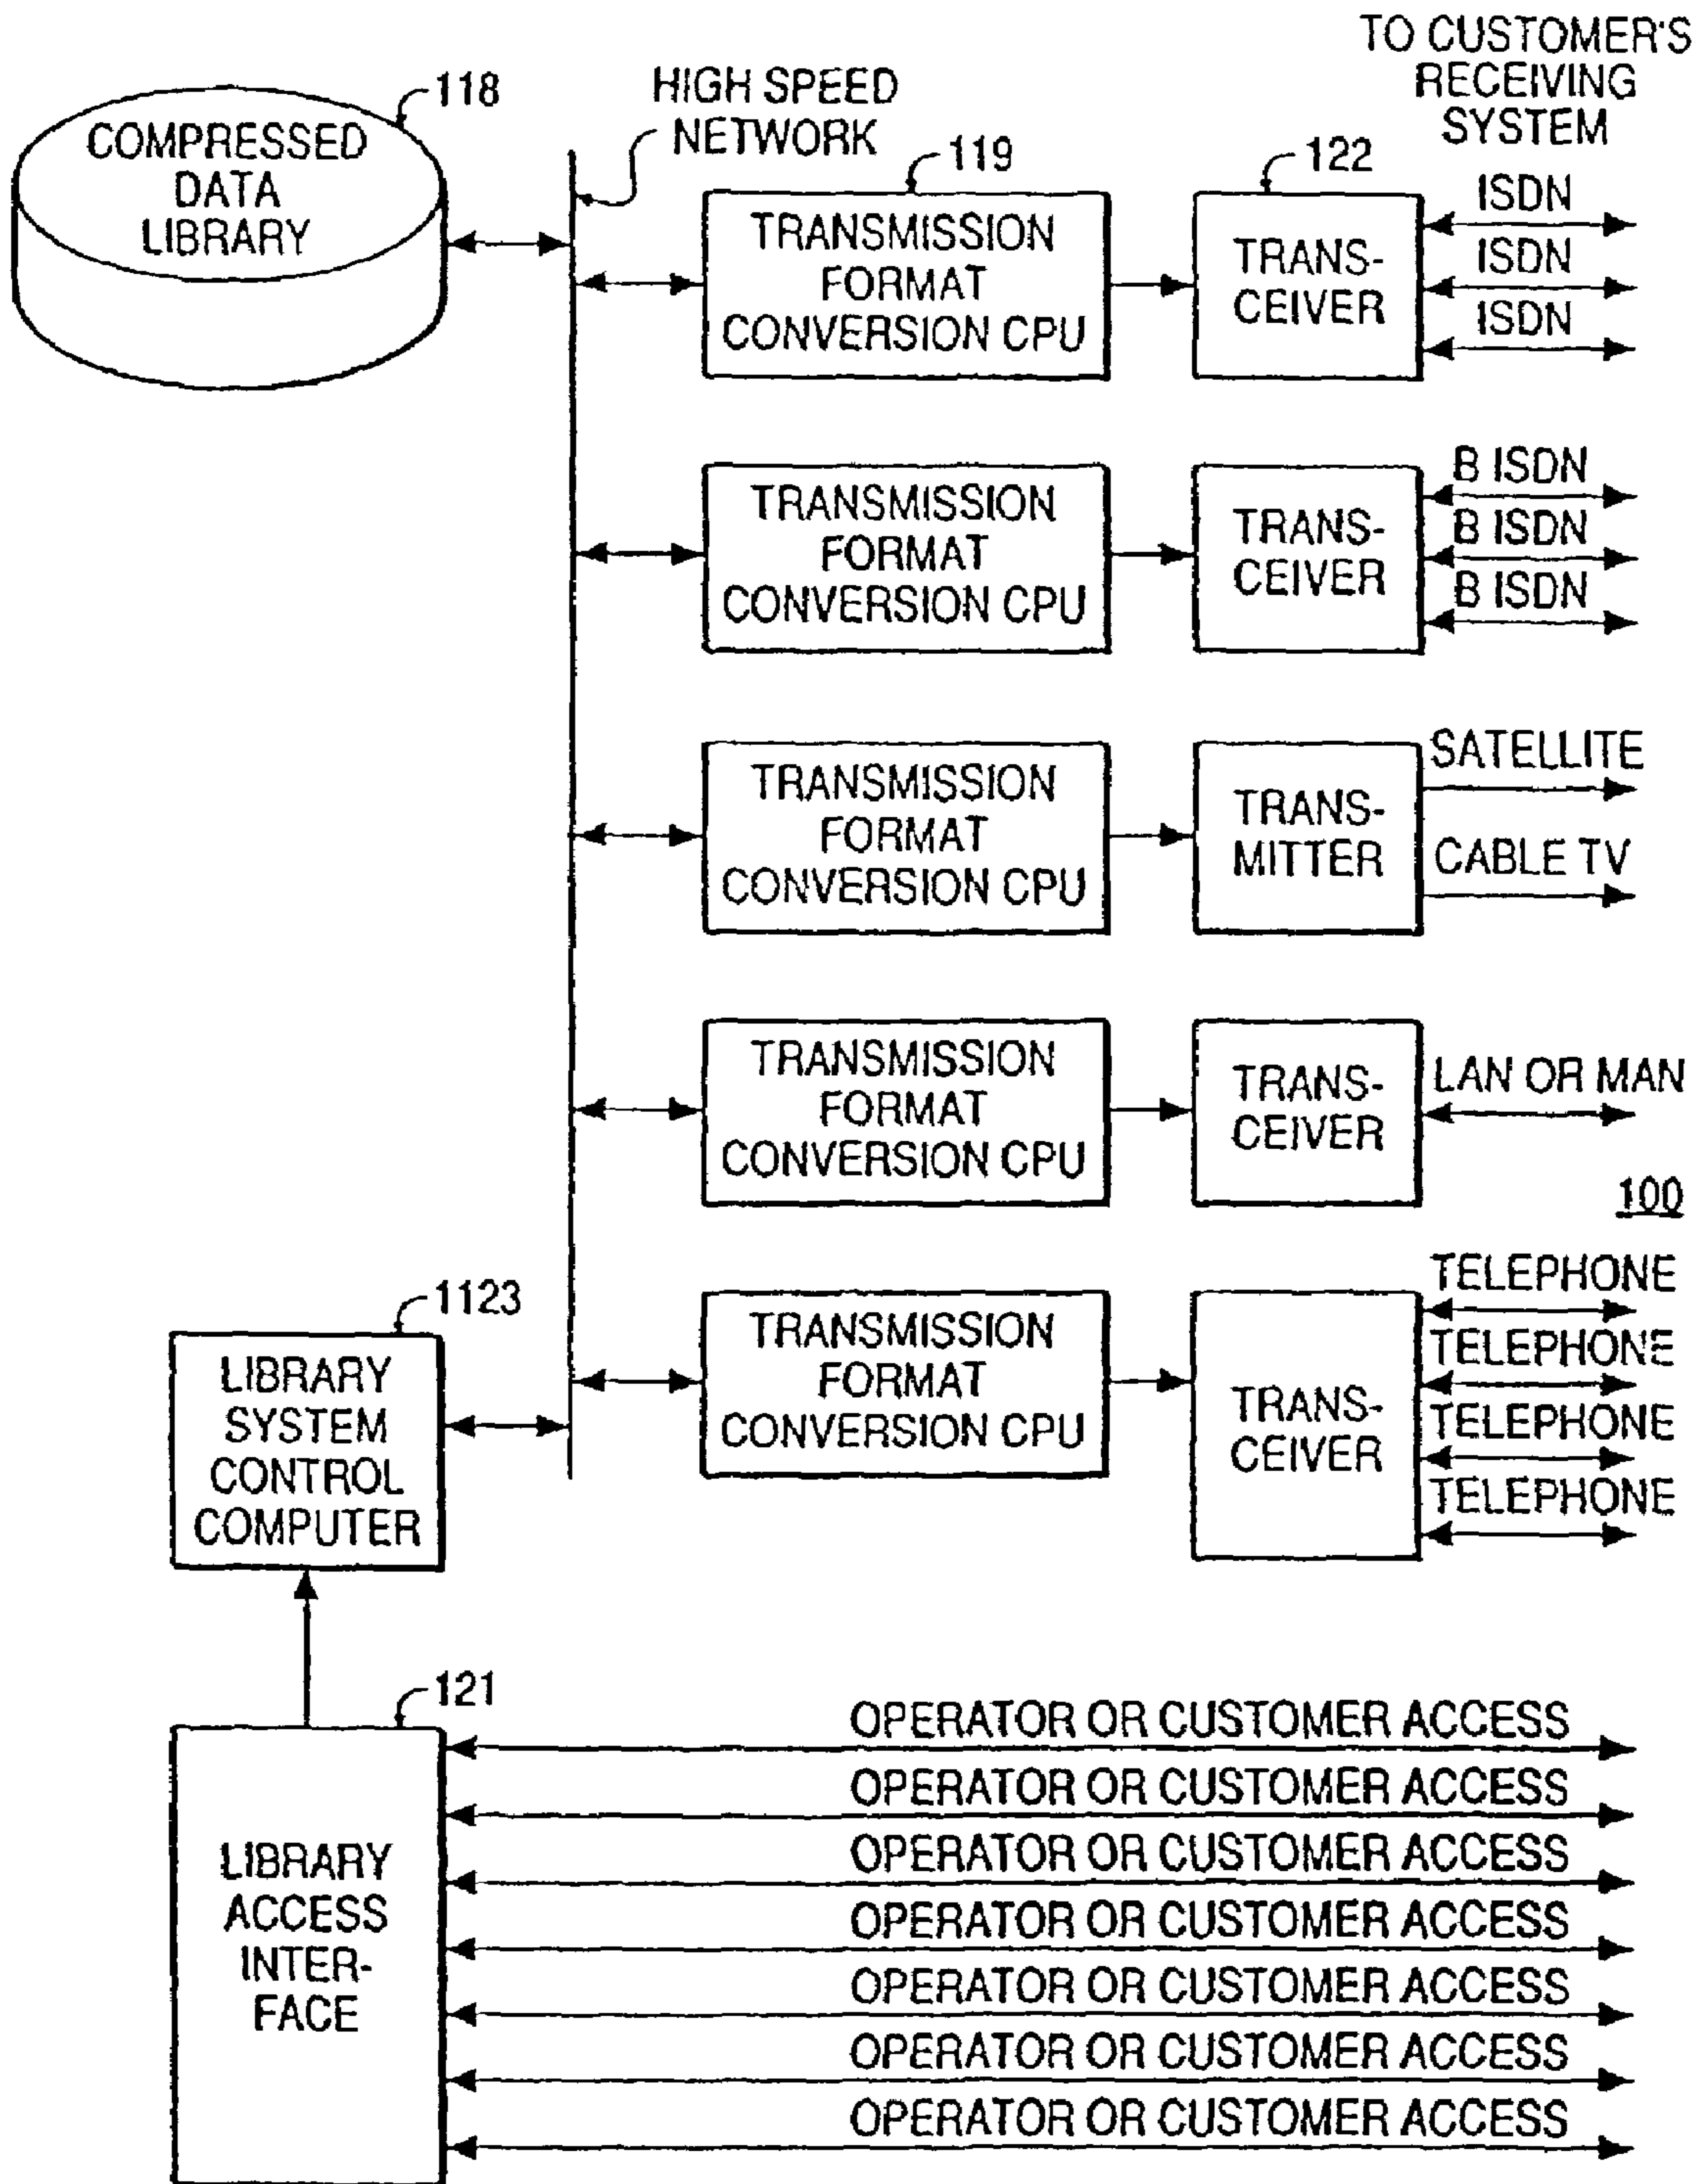 TO CUSTOMER'S
RECEIVING
SYSTEM
118
COMPRESSED
DATA
LIBRARY
HIGH SPEED
NETWORK
119
TRANSMISSION
FORMAT
CONVERSION CPU
122
TRANS-
CEIVER
ISDN
ISDN
ISDN
TRANSMISSION
FORMAT
CONVERSION CPU
TRANS-
CEIVER
B ISDN
B ISDN
B ISDN
TRANSMISSION
FORMAT
CONVERSION CPU
TRANS-
MITTER
SATELLITE
CABLE TV
TRANSMISSION
FORMAT
CONVERSION CPU
TRANS-
CEIVER
LAN OR MAN
100
1123
LIBRARY
SYSTEM
CONTROL
COMPUTER
TRANSMISSION
FORMAT
CONVERSION CPU
TRANS-
CEIVER
TELEPHONE
TELEPHONE
TELEPHONE
TELEPHONE
121
LIBRARY
ACCESS
INTER-
FACE
OPERATOR OR CUSTOMER ACCESS
OPERATOR OR CUSTOMER ACCESS
OPERATOR OR CUSTOMER ACCESS
OPERATOR OR CUSTOMER ACCESS
OPERATOR OR CUSTOMER ACCESS
OPERATOR OR CUSTOMER ACCESS
OPERATOR OR CUSTOMER ACCESS